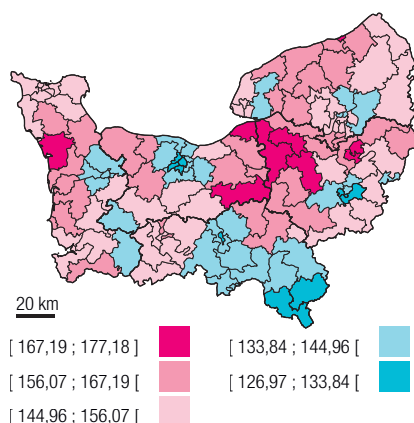 20 km
[ 167,19 ; 177,18 ]
[ 156,07 ; 167,19 [
[ 144,96 ; 156,07 [
[ 133,84 ; 144,96 [
[ 126,97 ; 133,84 [